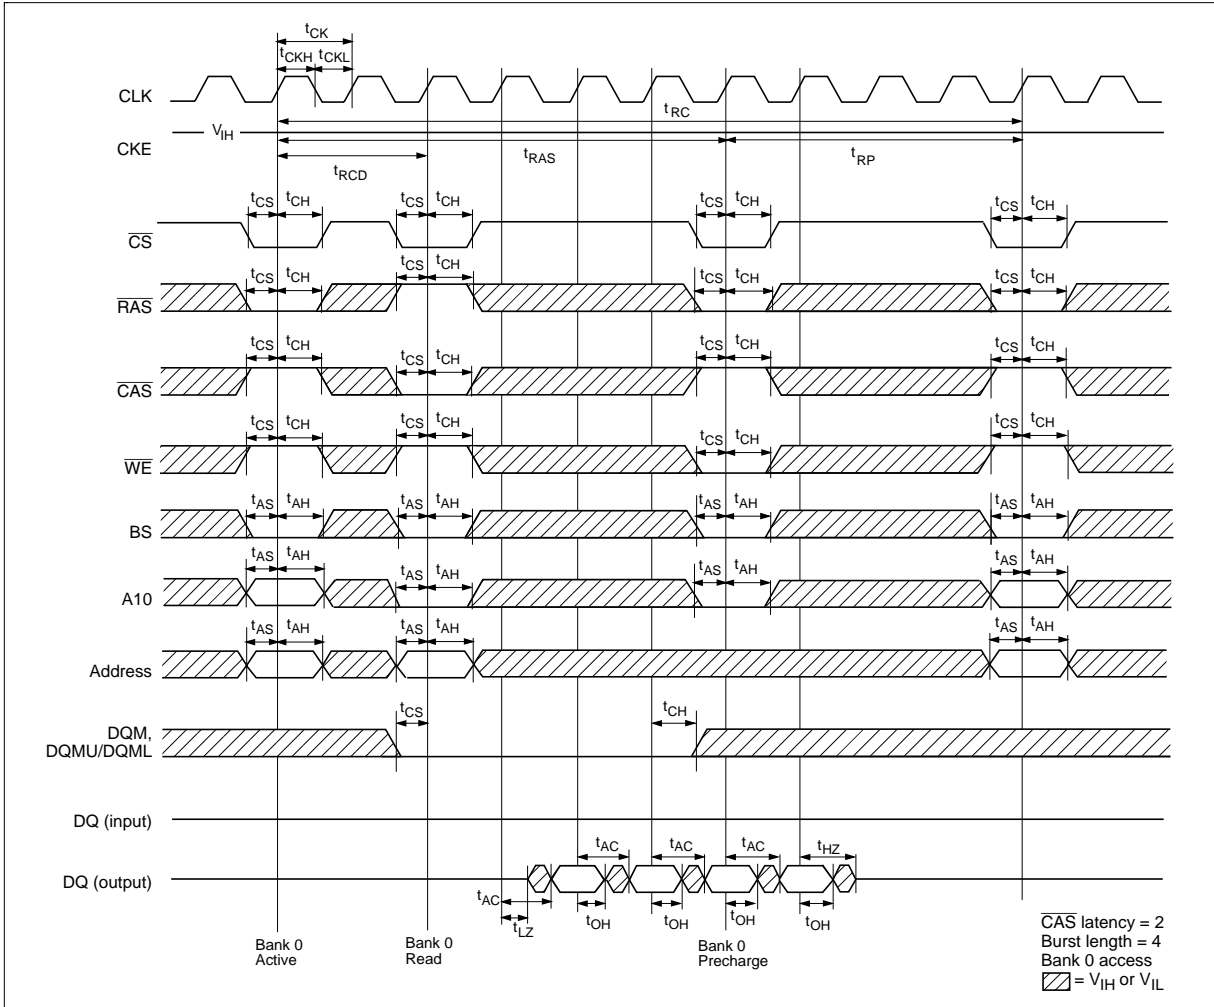 tCK
tCKH tCKL
CLK
tRC
VIH
CKE
tRCD
tRAS
tRP
tCS tCH tCS tCH tCS tCH tCS tCH
CS
tCS tCH tCS tCH tCS tCH tCS tCH
RAS
tCS tCH tCS tCH tCS tCH tCS tCH
CAS
tCS tCH tCS tCH tCS tCH tCS tCH
WE
tAS tAH tAS tAH tAS tAH tAS tAH
BS
tAS tAH tAS tAH tAS tAH tAS tAH
A10
tAS tAH tAS tAH tAS tAH
Address
tCS tCH
DQM,
DQMU/DQML
DQ (input)
tAC tAC tAC tHZ
DQ (output)
tAC
tLZ tOH tOH tOH tOH
Bank 0
Active
Bank 0
Read
Bank 0
Precharge
CAS latency = 2
Burst length = 4
Bank 0 access
= VIH or VIL